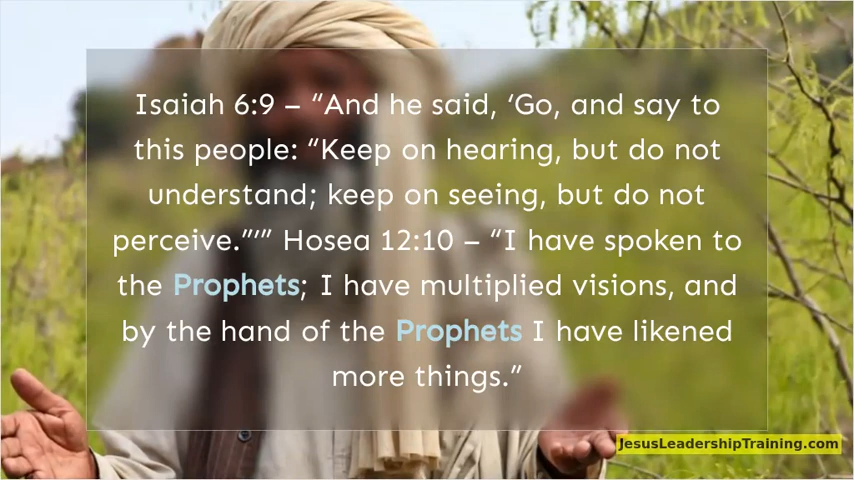 Isaiah 6:9 – “And he said, ‘Go, and say to
this people: “Keep on hearing, but do not
understand; keep on seeing, but do not
perceive.”’” Hosea 12:10 – “I have spoken to
the Prophets; I have multiplied visions, and
by the hand of the Prophets I have likened
more things.”
JesusLeadershipTraining.com